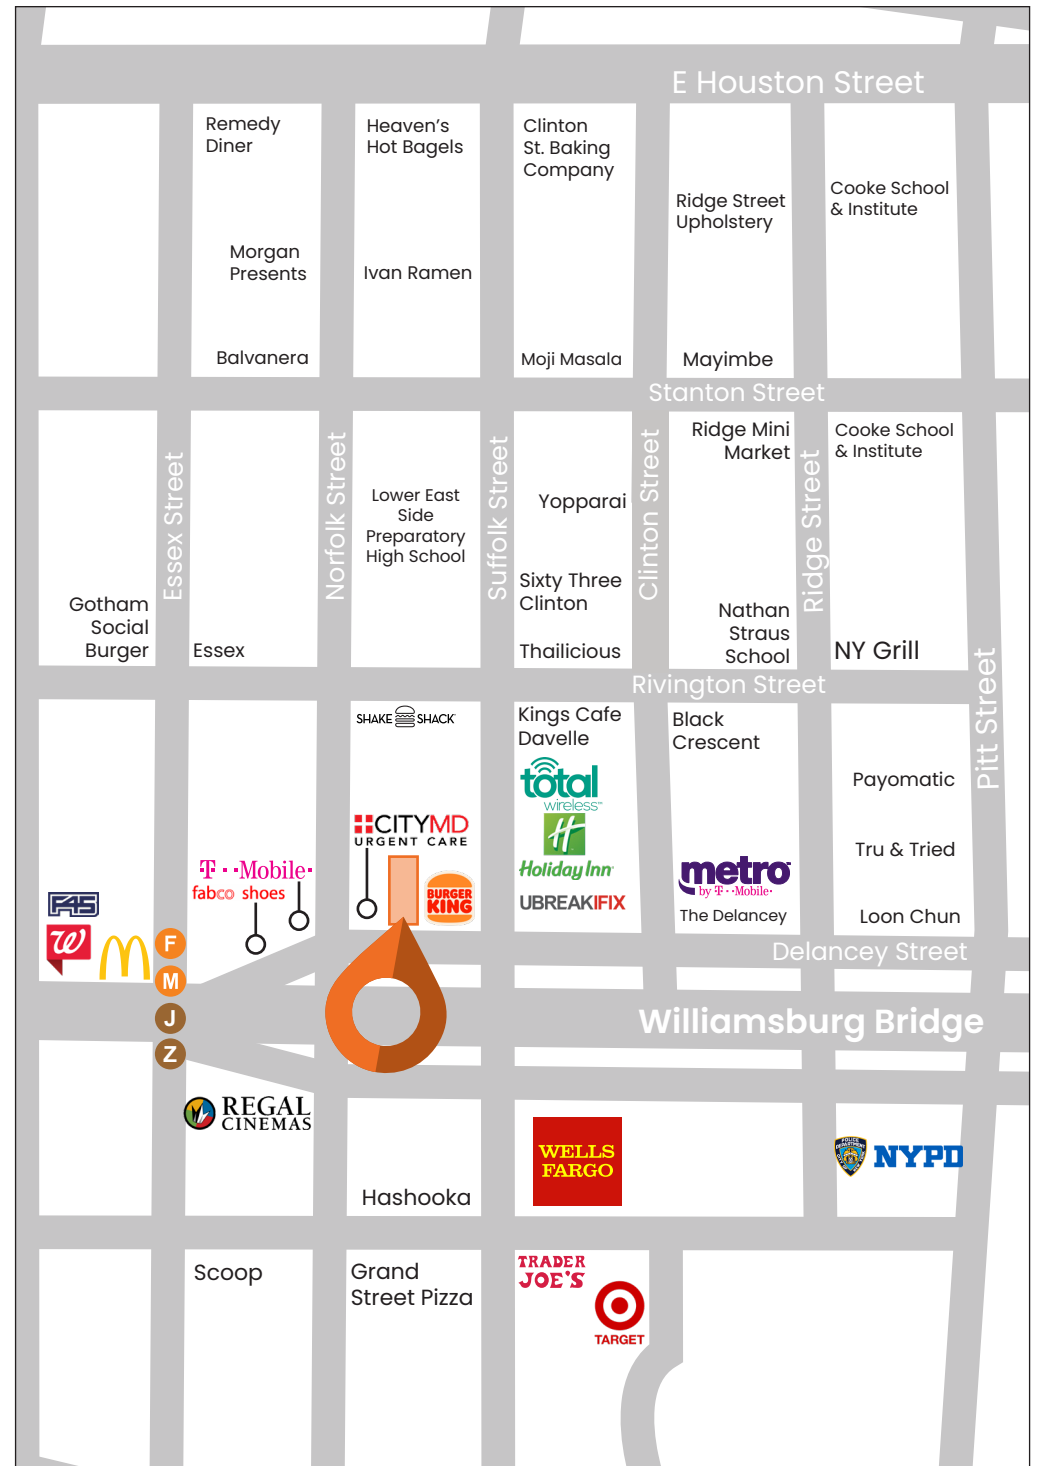 E Houston Street
Remedy
Diner
Heaven's
Hot Bagels
Clinton
St. Baking
Company
Ridge Street
Upholstery
Cooke School
& Institute
Morgan
Presents
Ivan Ramen
Balvanera
Moji Masala
Mayimbe
Stanton Street
Ridge Mini
Market
Cooke School
& Institute
Essex Street
Norfolk Street
Suffolk Street
Clinton Street
Ridge Street
Lower East
Side
Preparatory
High School
Yopparai
Gotham
Social
Burger
Essex
Sixty Three
Clinton
Thailicious
Nathan
Straus
School
NY Grill
Rivington Street
Pitt Street
SHAKE SHACK
Kings Cafe
Davelle
Black
Crescent
total
wireless
Payomatic
CITYMD
URGENT CARE
H
Holiday Inn
Tru & Tried
T··Mobile·
fabco shoes
BURGER
KING
UBREAKIFIX
metro
by T··Mobile·
The Delancey
Loon Chun
F45
W
F
M
J
Z
Delancey Street
Williamsburg Bridge
REGAL
CINEMAS
WELLS
FARGO
POLICE
DEPARTMENT
NYPD
Hashooka
Scoop
Grand
Street Pizza
TRADER
JOE'S
TARGET